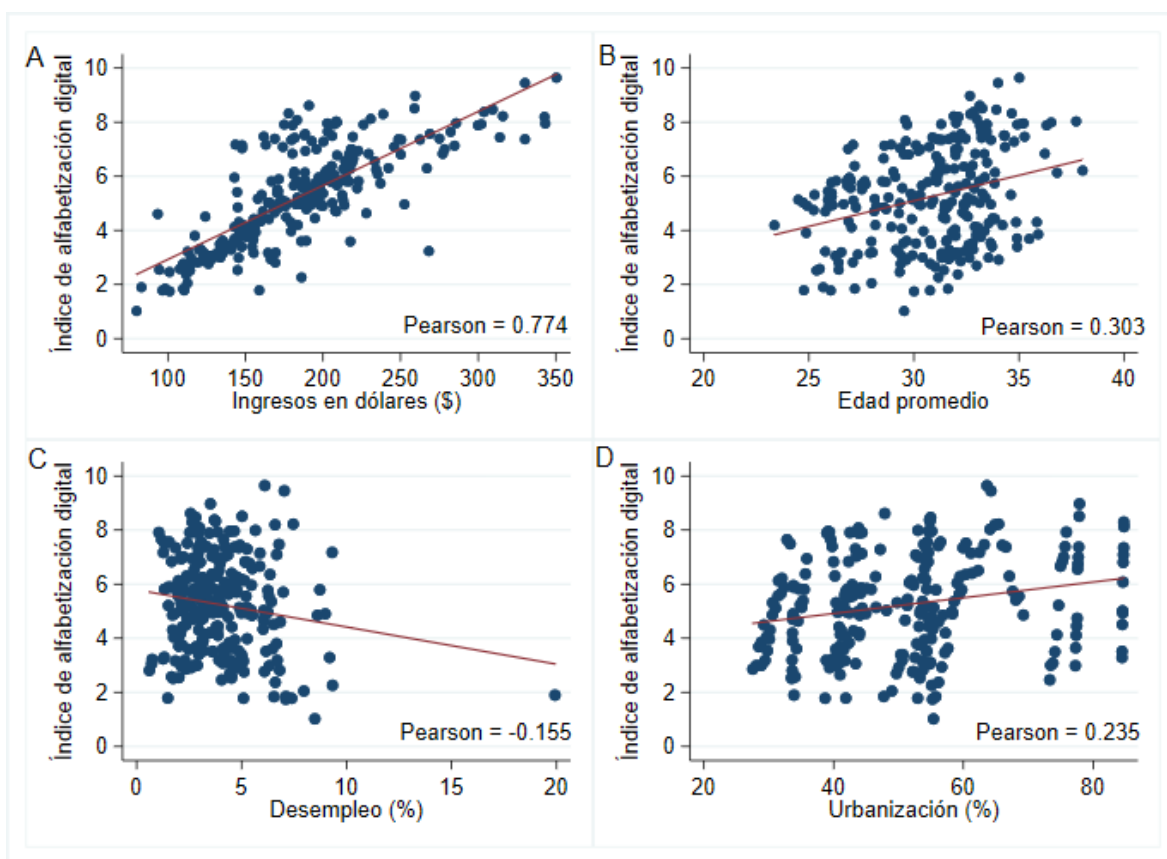 A
Índice de alfabetización digital
10
8
6
4
2
0
Pearson = 0.774
100 150 200 250 300 350
Ingresos en dólares ($)
B
Índice de alfabetización digital
10
8
6
4
2
0
Pearson = 0.303
20 25 30 35 40
Edad promedio
C
Índice de alfabetización digital
10
8
6
4
2
0
Pearson = -0.155
0 5 10 15 20
Desempleo (%)
D
Índice de alfabetización digital
10
8
6
4
2
0
Pearson = 0.235
20 40 60 80
Urbanización (%)